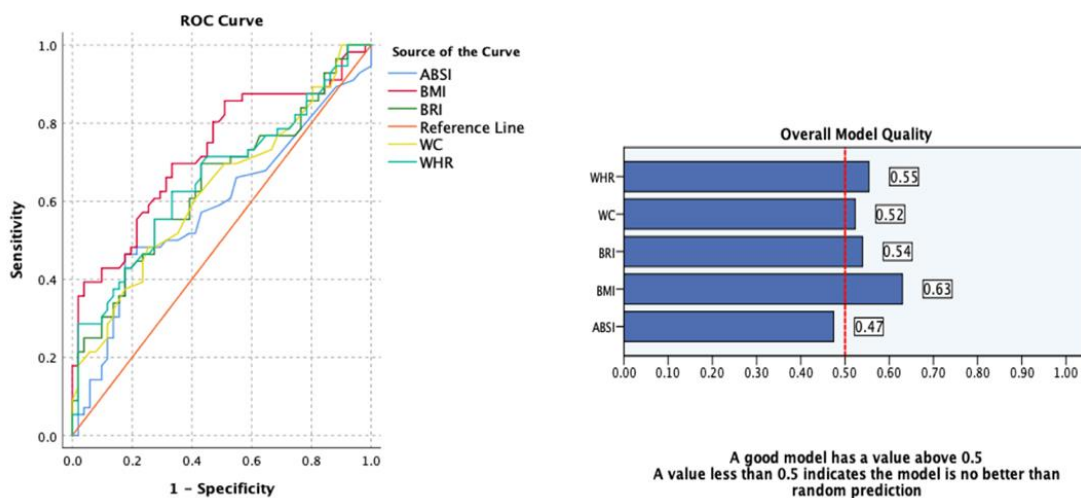 ROC Curve
Source of the Curve
ABSI
BMI
BRI
Reference Line
WC
WHR
Sensitivity
1.0
0.8
0.6
0.4
0.2
0.0
0.0 0.2 0.4 0.6 0.8 1.0
1 - Specificity
Overall Model Quality
WHR 0.55
WC 0.52
BRI 0.54
BMI 0.63
ABSI 0.47
0.00 0.10 0.20 0.30 0.40 0.50 0.60 0.70 0.80 0.90 1.00
A good model has a value above 0.5
A value less than 0.5 indicates the model is no better than
random prediction